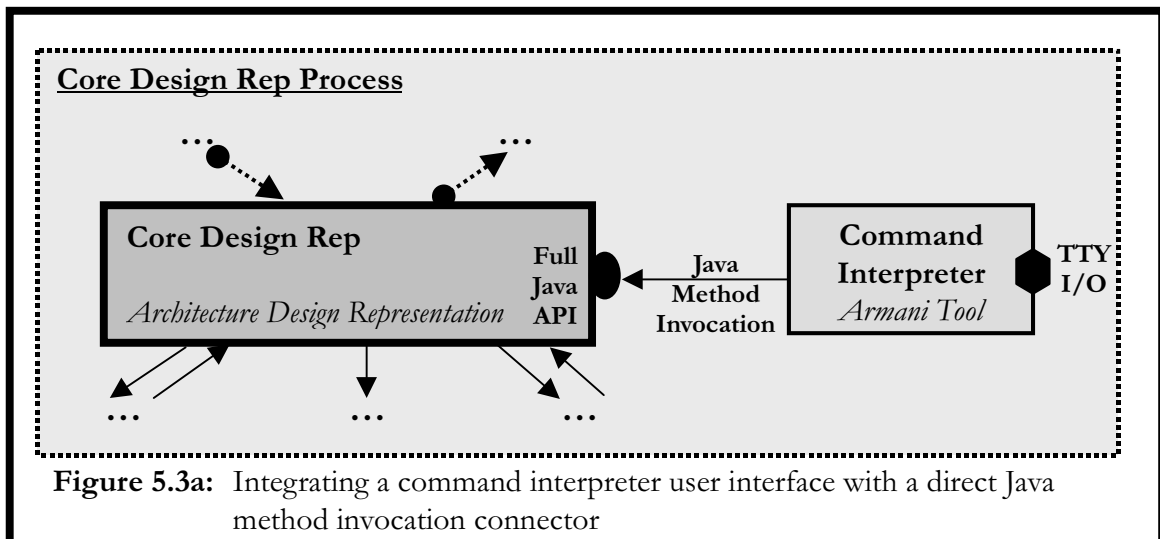 Core Design Rep Process
... ...
Core Design Rep
Architecture Design Representation
Full
Java
API
Java
Method
Invocation
Command
Interpreter
Armani Tool
TTY
I/O
... ... ...
Figure 5.3a: Integrating a command interpreter user interface with a direct Java
method invocation connector